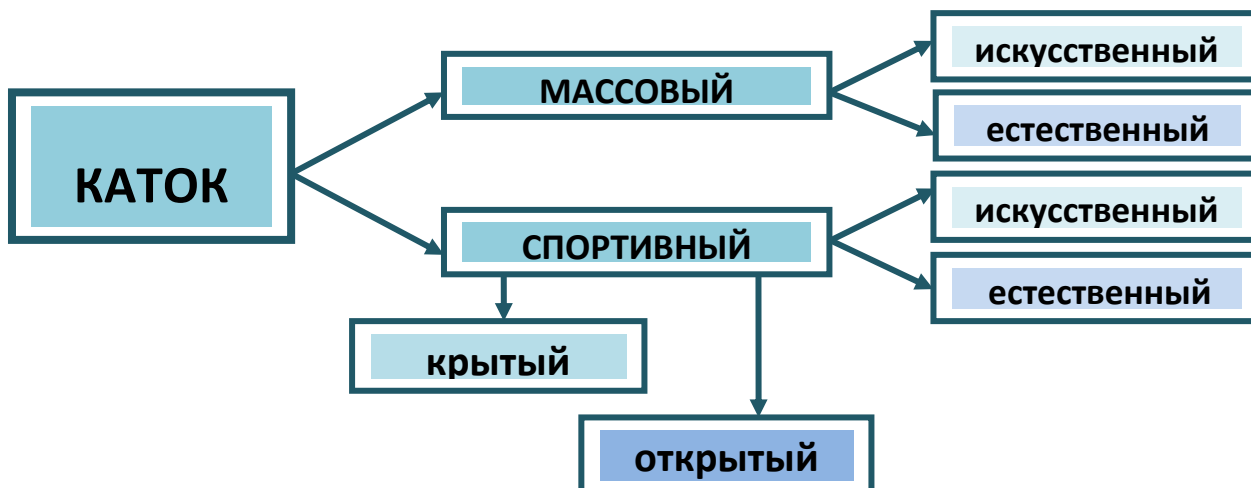 КАТОК
МАССОВЫЙ
искусственный
естественный
СПОРТИВНЫЙ
искусственный
естественный
крытый
открытый